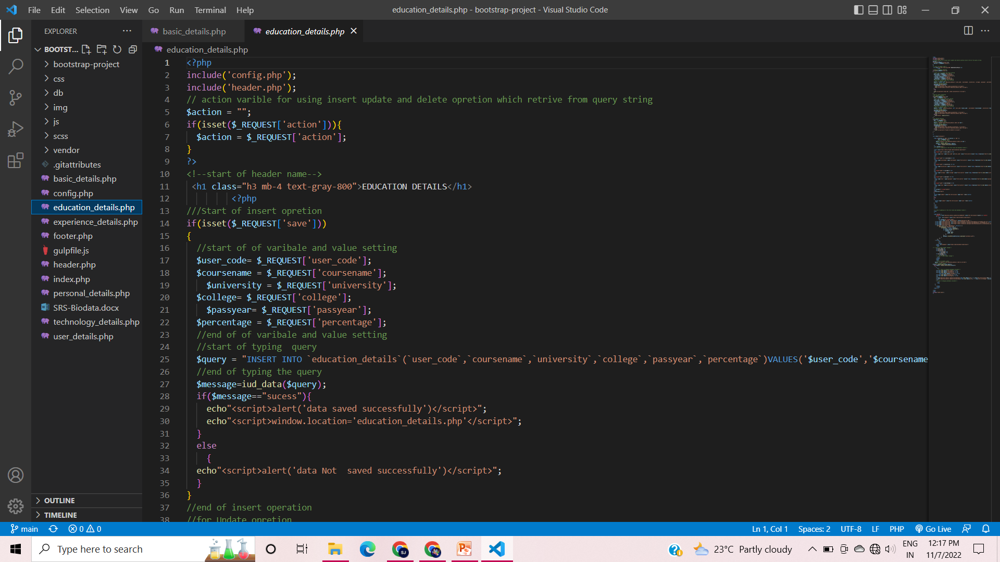 File Edit Selection View Go Run Terminal Help
education_details.php - bootstrap-project - Visual Studio Code
EXPLORER
BOOTST...
bootstrap-project
css
db
img
js
scss
vendor
.gitattributes
basic_details.php
config.php
education_details.php
experience_details.php
footer.php
gulpfile.js
header.php
index.php
personal_details.php
SRS-Biodata.docx
technology_details.php
user_details.php
OUTLINE
TIMELINE
basic_details.php
education_details.php
education_details.php
1 <?php
2 include('config.php');
3 include('header.php');
4 // action varible for using insert update and delete opretion which retrive from query string
5 $action = "";
6 if(isset($_REQUEST['action'])){
7 $action = $_REQUEST['action'];
8 }
9 ?>
10 <!--start of header name-->
11 <h1 class="h3 mb-4 text-gray-800">EDUCATION DETAILS</h1>
12 <?php
13 ///Start of insert opretion
14 if(isset($_REQUEST['save']))
15 {
16 //start of of varibale and value setting
17 $user_code= $_REQUEST['user_code'];
18 $coursename = $_REQUEST['coursename'];
19 $university = $_REQUEST['university'];
20 $college= $_REQUEST['college'];
21 $passyear= $_REQUEST['passyear'];
22 $percentage = $_REQUEST['percentage'];
23 //end of of varibale and value setting
24 //start of typing  query
25 $query = "INSERT INTO `education_details`(`user_code`,`coursename`,`university`,`college`,`passyear`,`percentage`)VALUES('$user_code','$coursename
26 //end of typing the query
27 $message=iud_data($query);
28 if($message=="sucess"){
29 echo"<script>alert('data saved successfully')</script>";
30 echo"<script>window.location='education_details.php'</script>";
31 }
32 else
33 {
34 echo"<script>alert('data Not  saved successfully')</script>";
35 }
36 }
37 //end of insert operation
38 //for Update opretion
main 0 0
Ln 1, Col 1 Spaces: 2 UTF-8 LF PHP Go Live
Type here to search
SJ
23°C Partly cloudy
ENG
IN
12:17 PM
11/7/2022